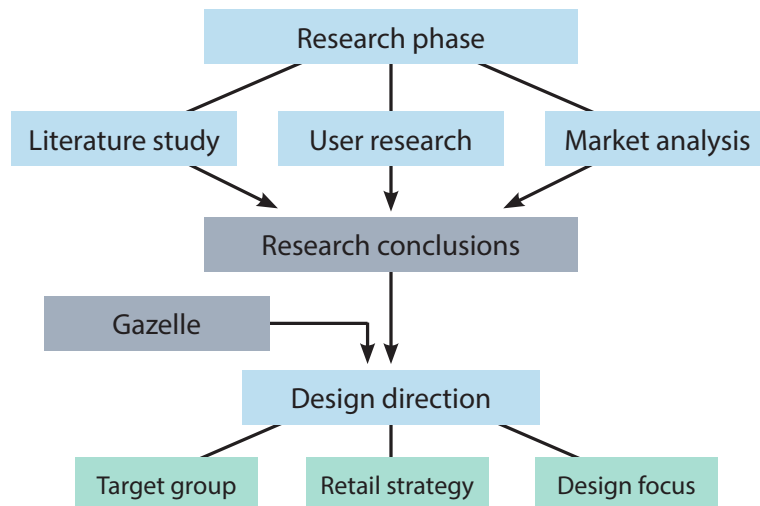 Research phase
Literature study
User research
Market analysis
Research conclusions
Gazelle
Design direction
Target group
Retail strategy
Design focus